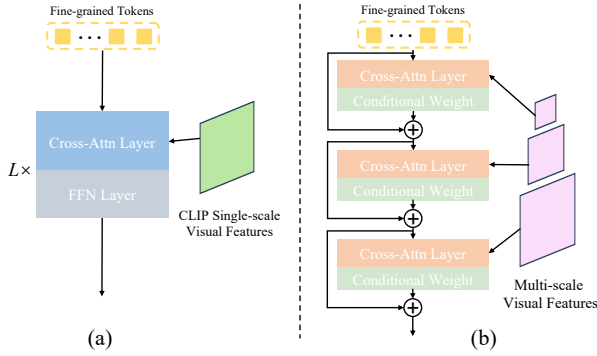 Fine-grained Tokens
Cross-Attn Layer
L×
FFN Layer
CLIP Single-scale
Visual Features
(a)
Fine-grained Tokens
Cross-Attn Layer
Conditional Weight
Cross-Attn Layer
Conditional Weight
Cross-Attn Layer
Conditional Weight
Multi-scale
Visual Features
(b)